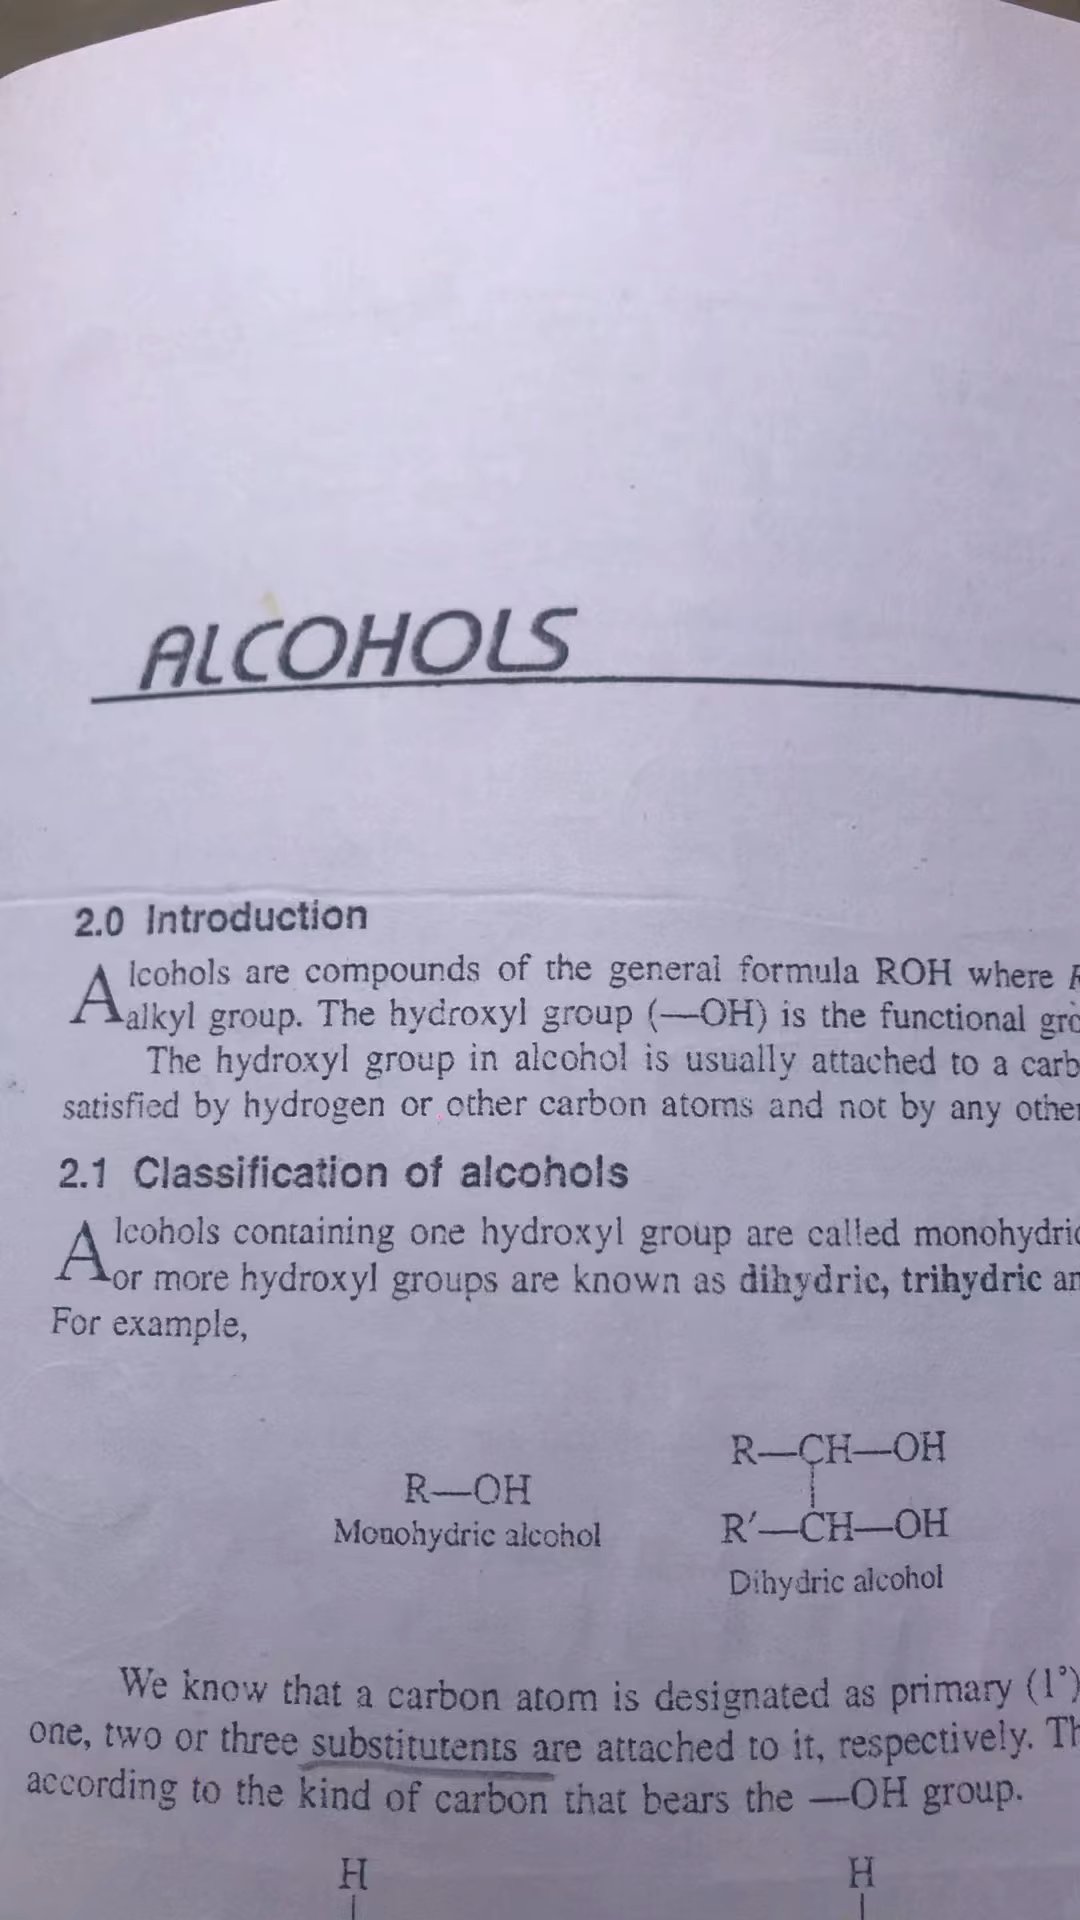 ALCOHOLS
2.0 Introduction
Alcohols are compounds of the general formula ROH where
alkyl group. The hydroxyl group (—OH) is the functional
The hydroxyl group in alcohol is usually attached to a
satisfied by hydrogen or other carbon atoms and not by any
2.1 Classification of alcohols
Alcohols containing one hydroxyl group are called
or more hydroxyl groups are known as dihydric, trihydric
For example,
R—CH—OH
R—OH
R′—CH—OH
Monohydric alcohol
Dihydric alcohol
We know that a carbon atom is designated as primary (1°)
one, two or three substitutents are attached to it, respectively.
according to the kind of carbon that bears the —OH group.
H H